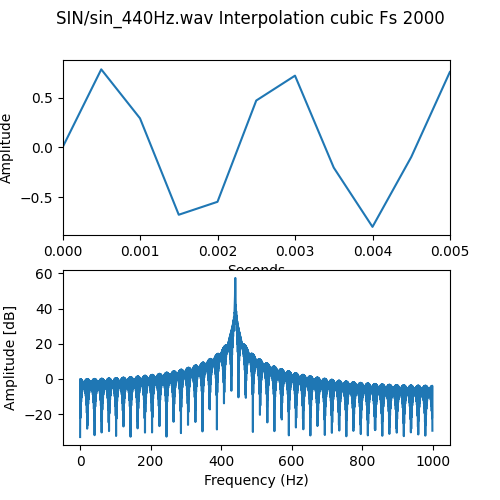 SIN/sin_440Hz.wav Interpolation cubic Fs 2000
Amplitude
0.5
0.0
−0.5
0.000 0.001 0.002 0.003 0.004 0.005
Seconds
Amplitude [dB]
60
40
20
0
−20
0 200 400 600 800 1000
Frequency (Hz)